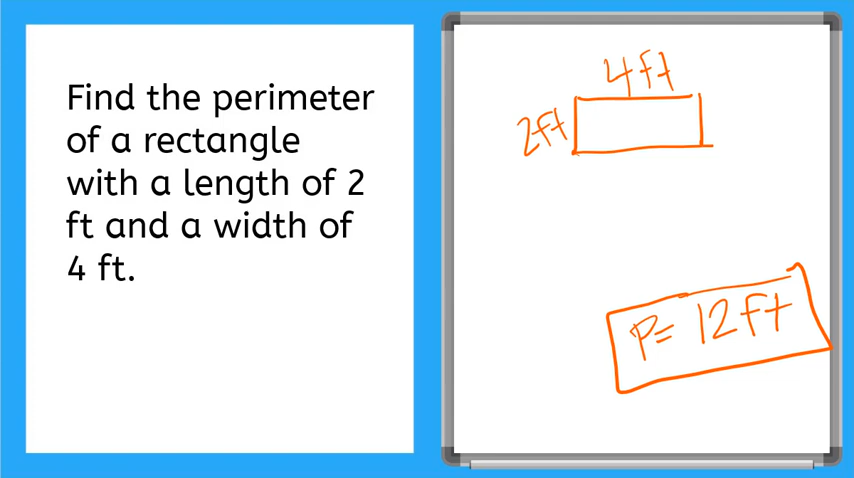 Find the perimeter
of a rectangle
with a length of 2
ft and a width of
4 ft.
4ft
2ft
P= 12ft